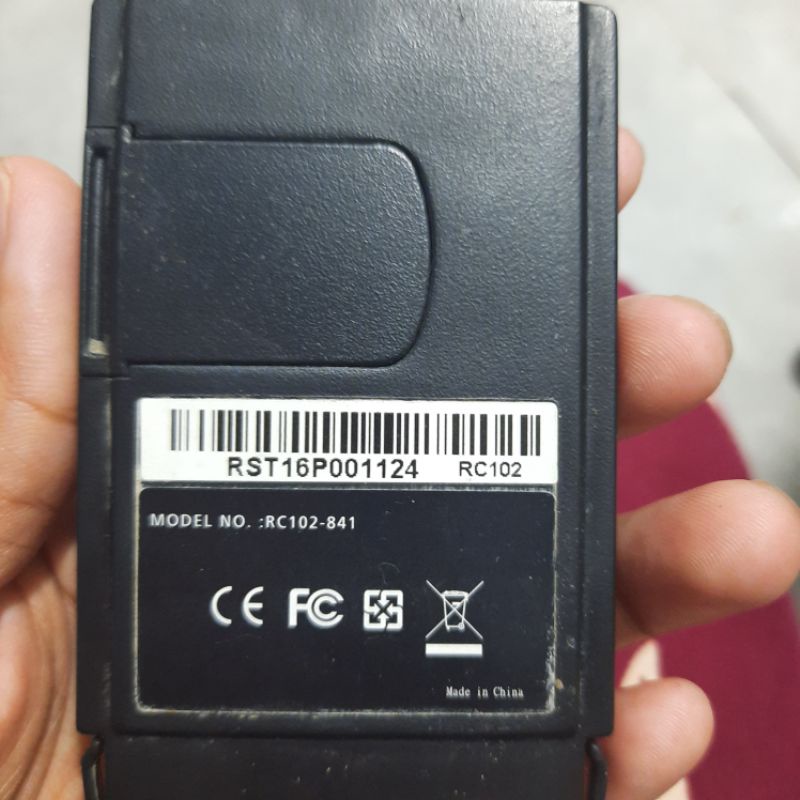 RST16P001124 RC102
MODEL NO. :RC102-841
CE FC
Made in China